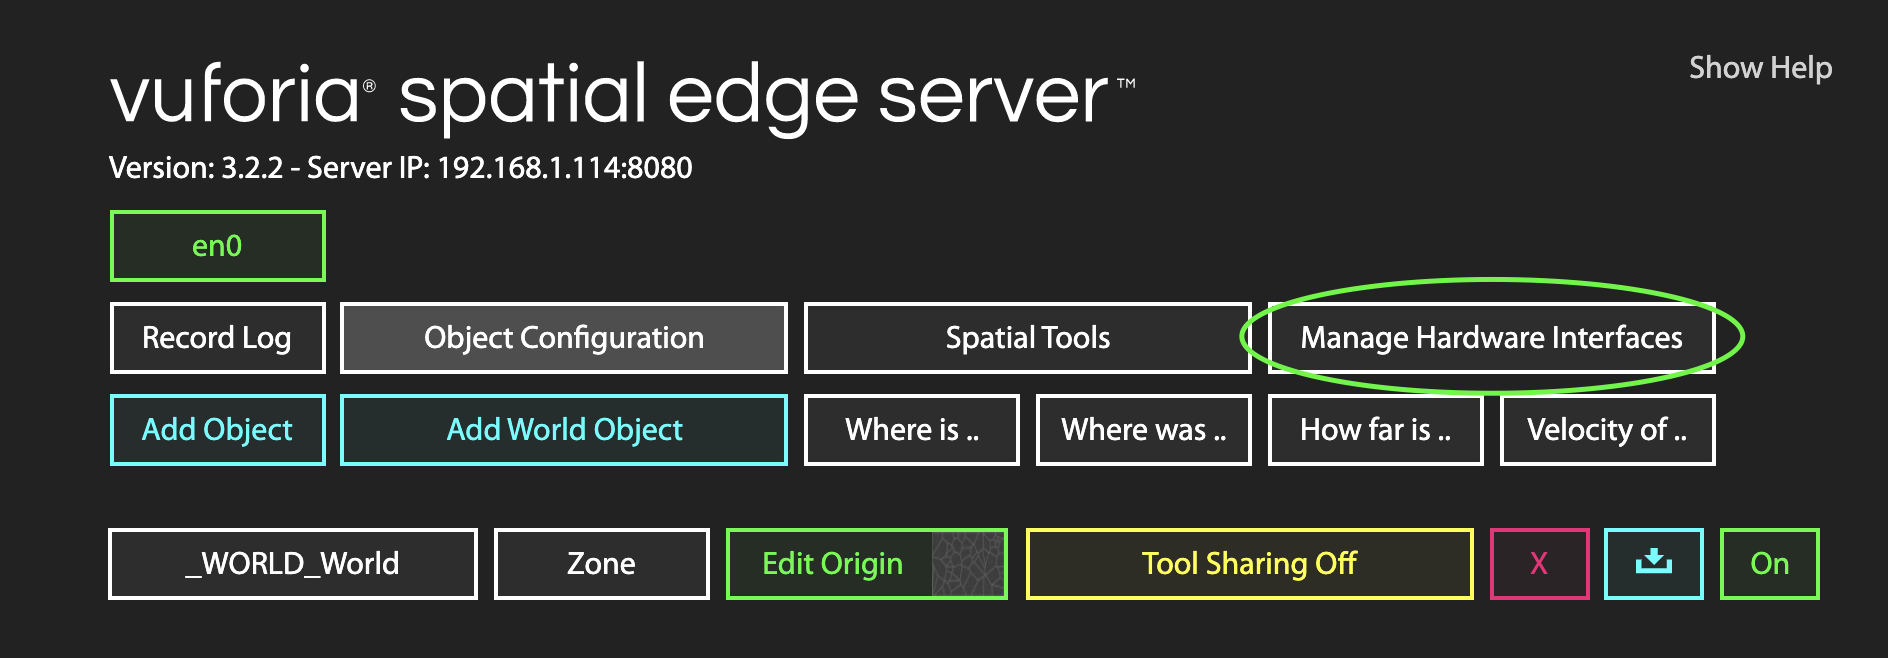 Show Help
vuforia® spatial edge server™
Version: 3.2.2 - Server IP: 192.168.1.114:8080
en0
Record Log Object Configuration Spatial Tools Manage Hardware Interfaces
Add Object Add World Object Where is .. Where was .. How far is .. Velocity of ..
_WORLD_World Zone Edit Origin Tool Sharing Off X On